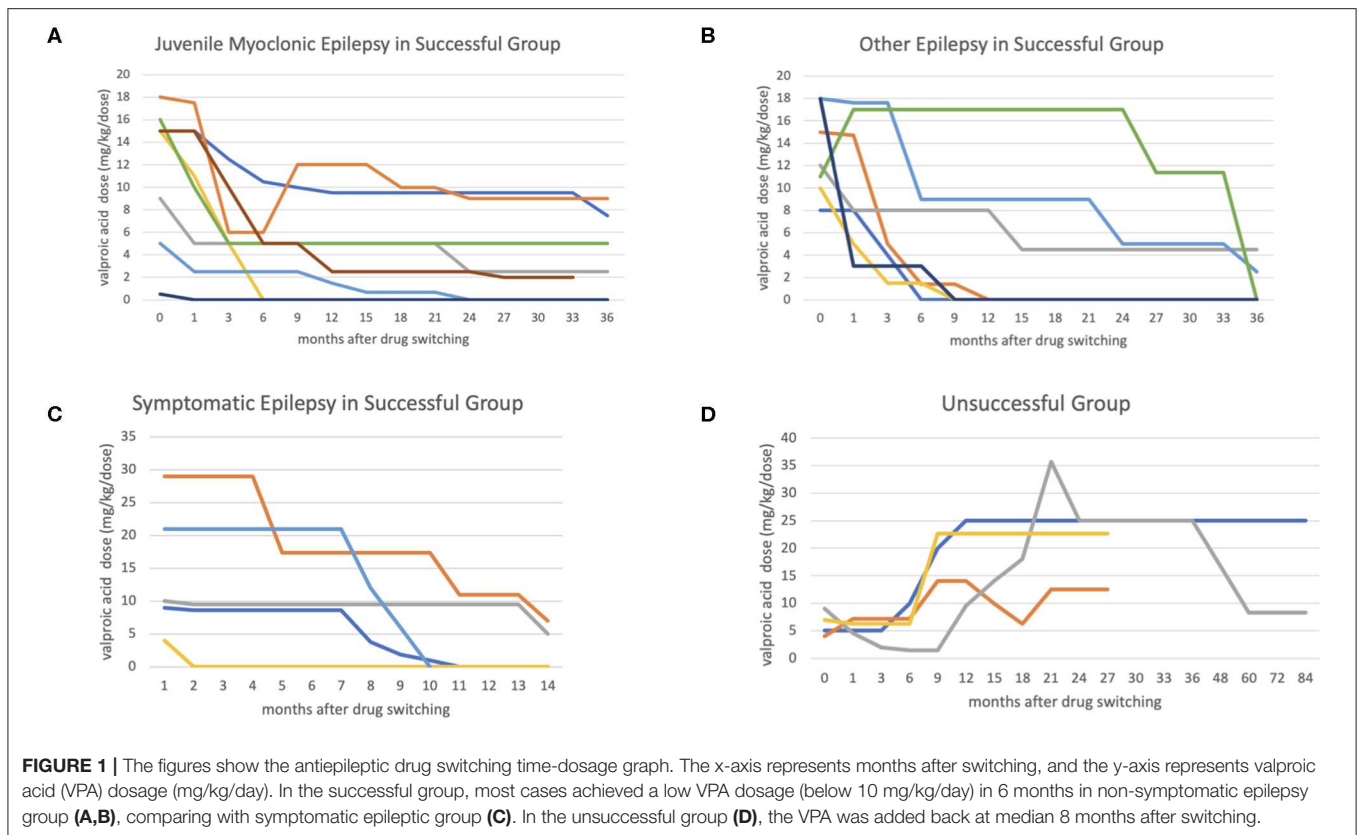 A
Juvenile Myoclonic Epilepsy in Successful Group
valproic acid dose (mg/kg/dose)
20
18
16
14
12
10
8
6
4
2
0
0 1 3 6 9 12 15 18 21 24 27 30 33 36
months after drug switching
B
Other Epilepsy in Successful Group
valproic acid dose (mg/kg/dose)
20
18
16
14
12
10
8
6
4
2
0
0 1 3 6 9 12 15 18 21 24 27 30 33 36
months after drug switching
C
Symptomatic Epilepsy in Successful Group
valproic acid dose (mg/kg/dose)
35
30
25
20
15
10
5
0
1 2 3 4 5 6 7 8 9 10 11 12 13 14
months after drug switching
D
Unsuccessful Group
valproic acid dose (mg/kg/dose)
40
35
30
25
20
15
10
5
0
0 1 3 6 9 12 15 18 21 24 27 30 33 36 48 60 72 84
months after drug switching
FIGURE 1 | The figures show the antiepileptic drug switching time-dosage graph. The x-axis represents months after switching, and the y-axis represents valproic
acid (VPA) dosage (mg/kg/day). In the successful group, most cases achieved a low VPA dosage (below 10 mg/kg/day) in 6 months in non-symptomatic epilepsy
group (A,B), comparing with symptomatic epileptic group (C). In the unsuccessful group (D), the VPA was added back at median 8 months after switching.